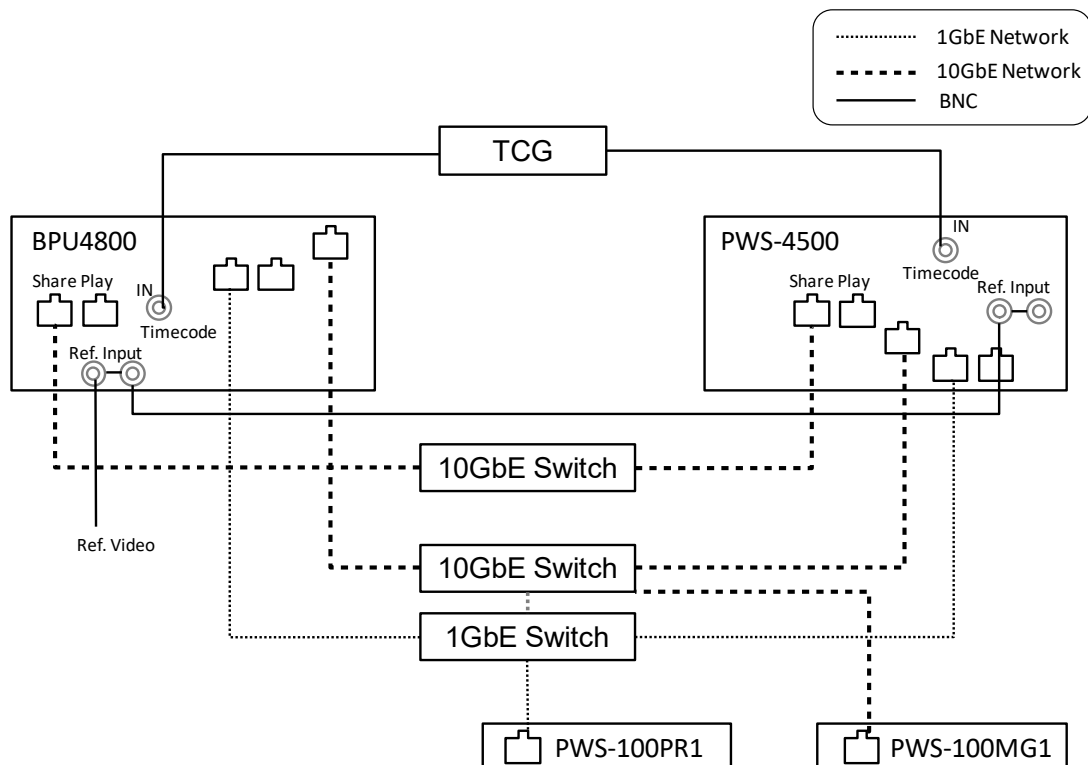 1GbE Network
10GbE Network
BNC
TCG
BPU4800
Share Play
IN
Timecode
Ref. Input
PWS-4500
IN
Timecode
Share Play
Ref. Input
10GbE Switch
Ref. Video
10GbE Switch
1GbE Switch
PWS-100PR1
PWS-100MG1